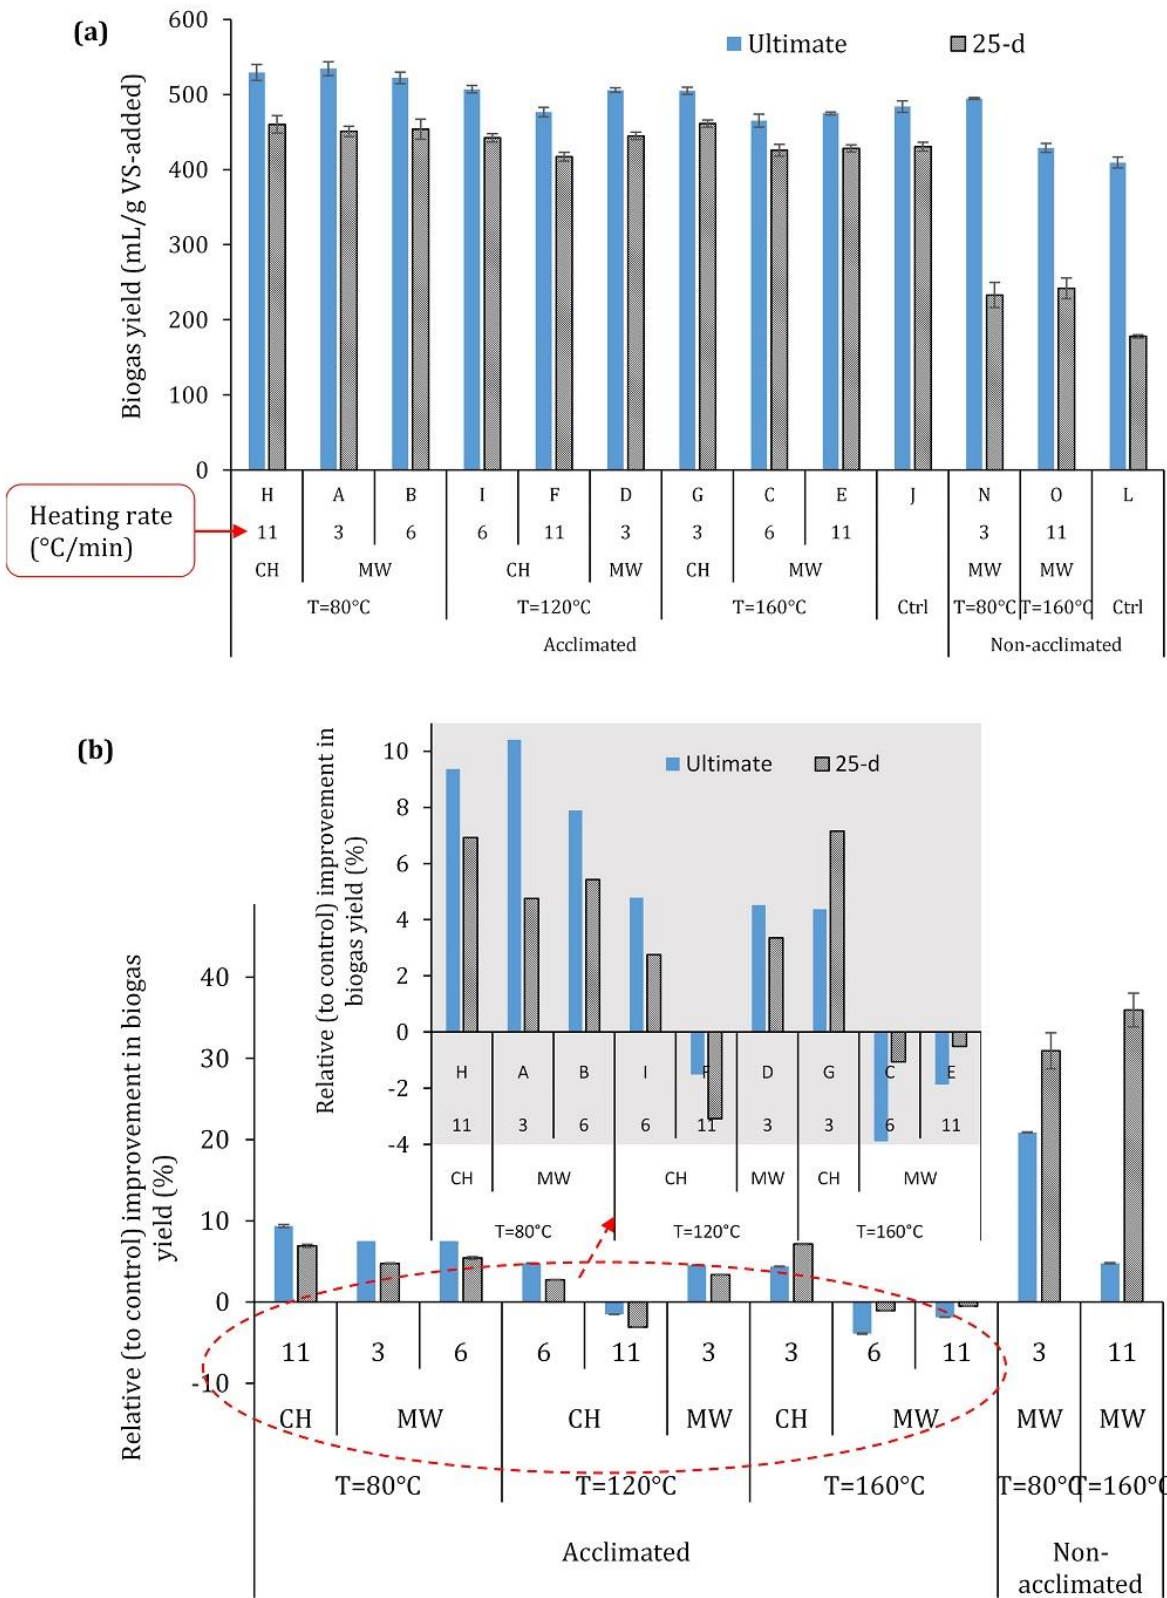 (a)
Ultimate
25-d
Biogas yield (mL/g VS-added)
600
500
400
300
200
100
0
Heating rate
(°C/min)
H A B I F D G C E J N O L
11 3 6 6 11 3 3 6 11 3 11
CH MW CH MW CH MW MW MW
T=80°C T=120°C T=160°C Ctrl T=80°C T=160°C Ctrl
Acclimated Non-acclimated
(b)
Relative (to control) improvement in
biogas yield (%)
Ultimate
25-d
10
8
6
4
2
0
-2
-4
H A B I F D G C E
11 3 6 6 11 3 3 6 11
CH MW CH MW CH MW
T=80°C T=120°C T=160°C
Relative (to control) improvement in biogas
yield (%)
40
30
20
10
0
-10
11 3 6 6 11 3 3 6 11 3 11
CH MW CH MW CH MW MW MW
T=80°C T=120°C T=160°C T=80°C T=160°C
Acclimated Non-
acclimated